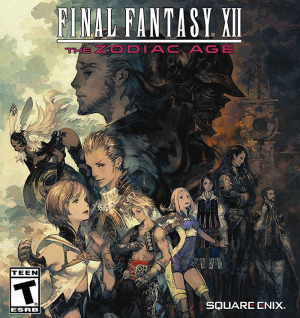 FINAL FANTASY XII
THE ZODIAC AGE
TEEN
T
ESRB
SQUARE ENIX.